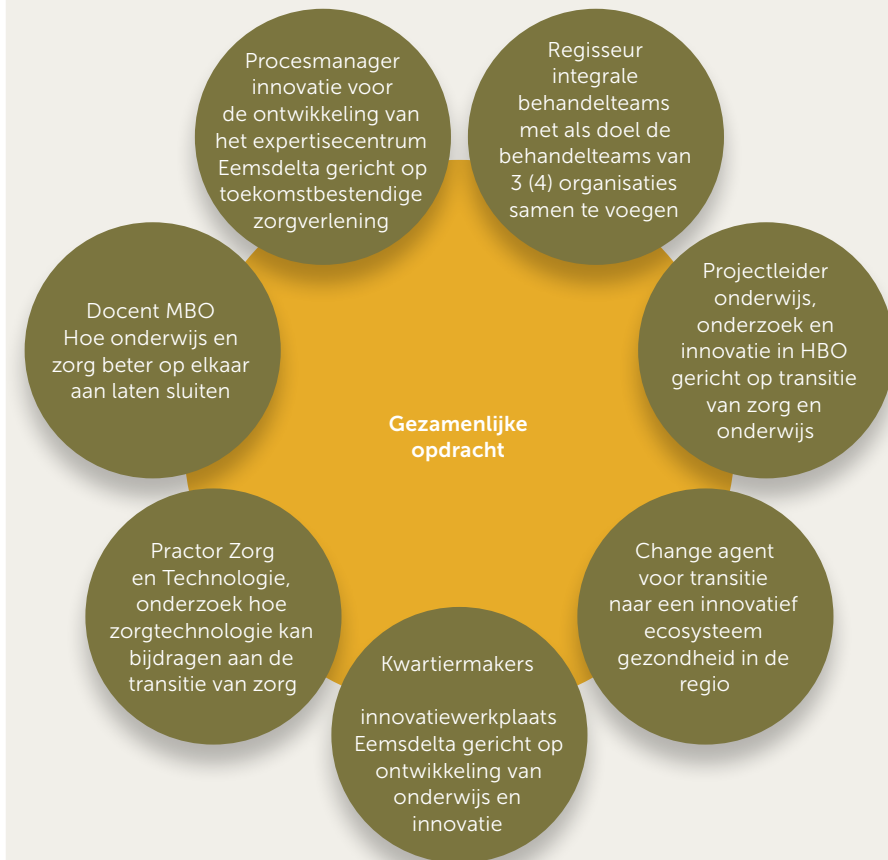 Procesmanager
innovatie voor
de ontwikkeling van
het expertisecentrum
Eemsdelta gericht op
toekomstbestendige
zorgverlening
Regisseur
integrale
behandelteams
met als doel de
behandelteams van
3 (4) organisaties
samen te voegen
Projectleider
onderwijs,
onderzoek en
innovatie in HBO
gericht op transitie
van zorg en
onderwijs
Change agent
voor transitie
naar een innovatief
ecosysteem
gezondheid in de
regio
Kwartiermakers
innovatiewerkplaats
Eemsdelta gericht op
ontwikkeling van
onderwijs en
innovatie
Practor Zorg
en Technologie,
onderzoek hoe
zorgtechnologie kan
bijdragen aan de
transitie van zorg
Docent MBO
Hoe onderwijs en
zorg beter op elkaar
aan laten sluiten
Gezamenlijke
opdracht